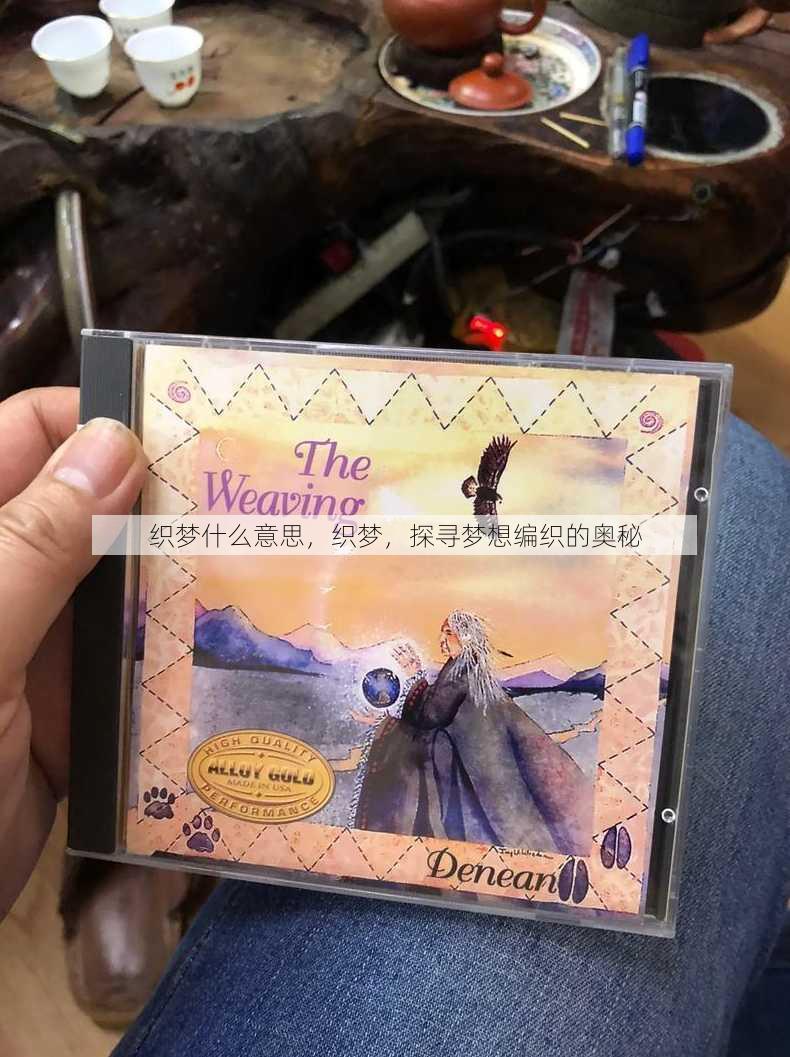 The
Weaving
织梦什么意思，织梦，探寻梦想编织的奥秘
HIGH QUALITY
ALLOY GOLD
MADE IN USA
PERFORMANCE
Denean